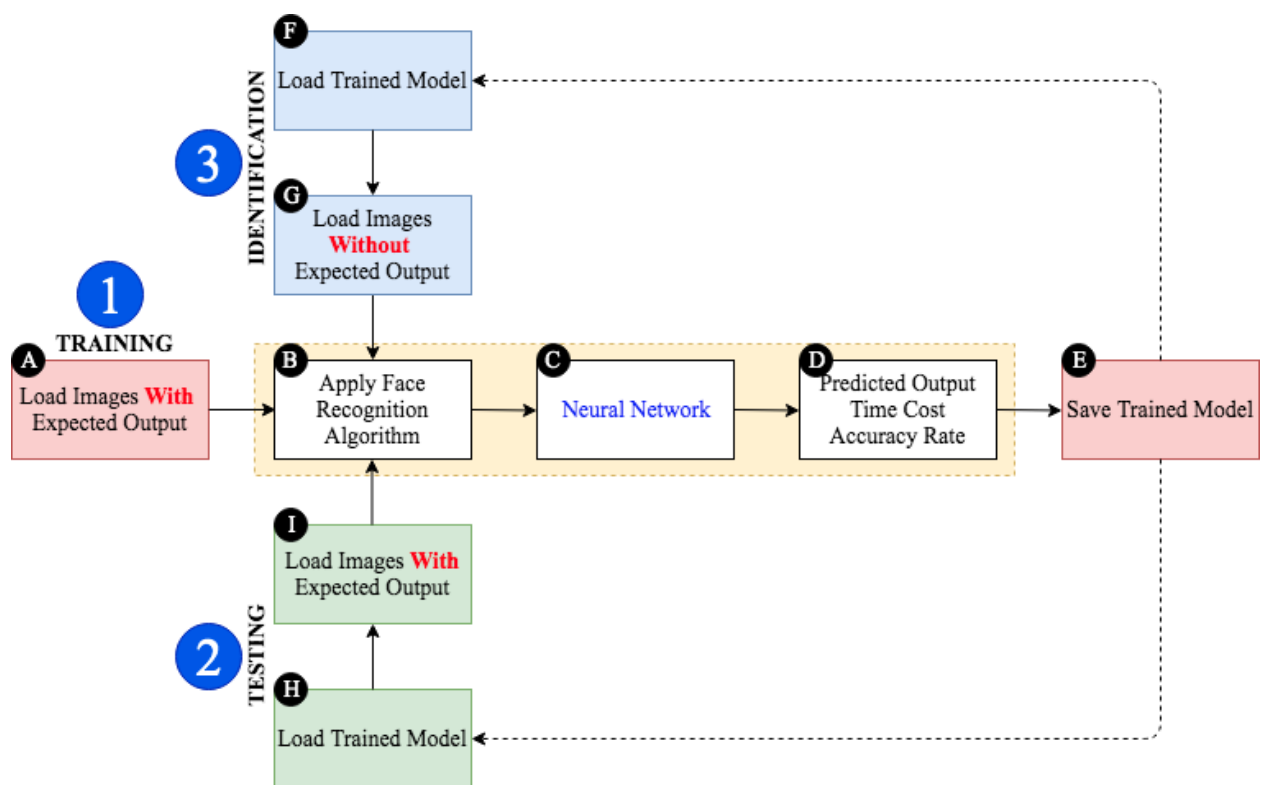 F
Load Trained Model
3
IDENTIFICATION
G
Load Images
Without
Expected Output
1
TRAINING
A
Load Images With
Expected Output
B
Apply Face
Recognition
Algorithm
C
Neural Network
D
Predicted Output
Time Cost
Accuracy Rate
E
Save Trained Model
I
Load Images With
Expected Output
2
TESTING
H
Load Trained Model